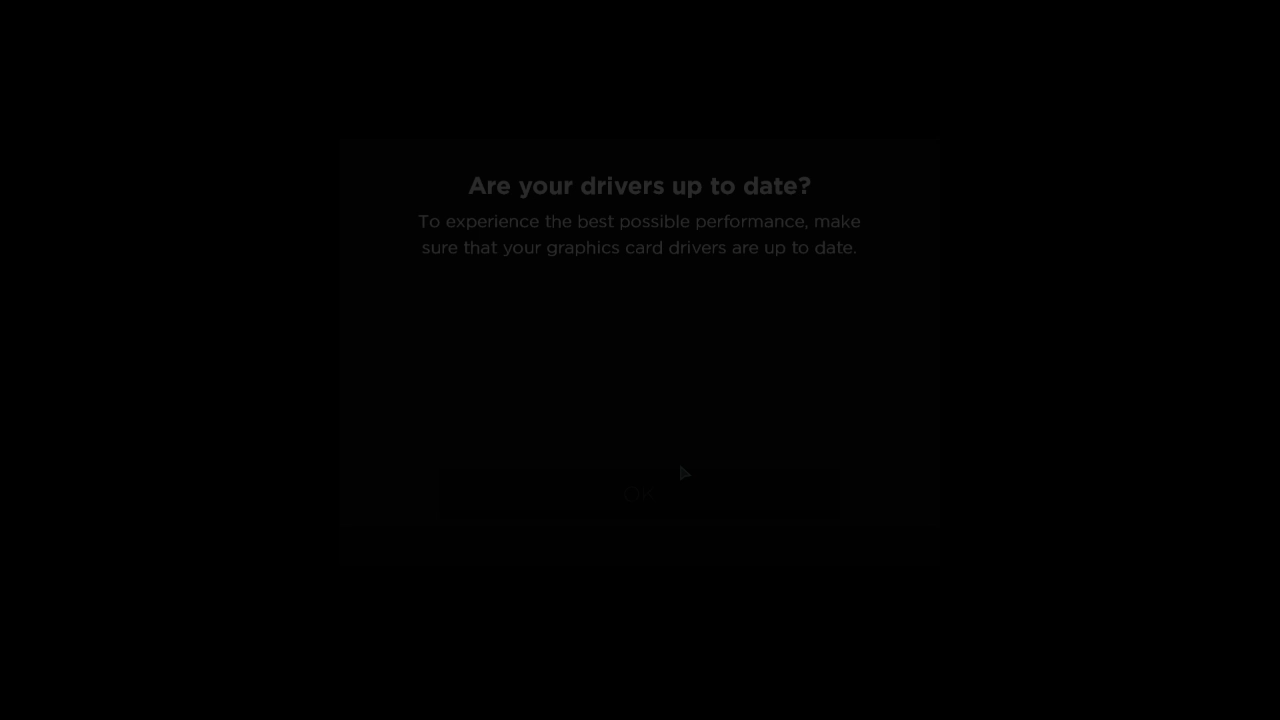 Are your drivers up to date?
To experience the best possible performance, make
sure that your graphics card drivers are up to date.
OK